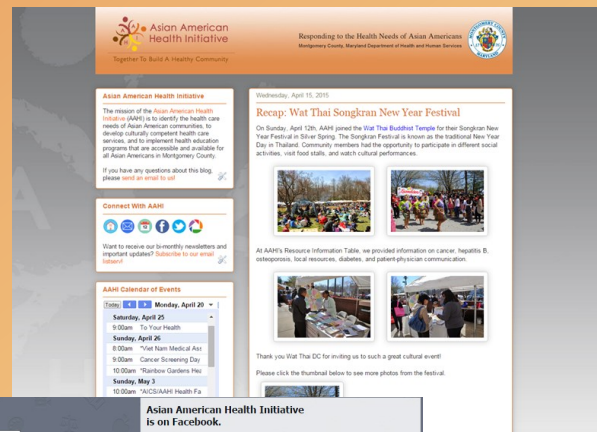 Asian American
Health Initiative
Together To Build A Healthy Community
Responding to the Health Needs of Asian Americans
Montgomery County, Maryland Department of Health and Human Services
Asian American Health Initiative
The mission of the Asian American Health
Initiative (AAHI) is to identify the health care
needs of Asian American communities, to
develop culturally competent health care
services, and to implement health education
programs that are accessible and available for
all Asian Americans in Montgomery County.
If you have any questions about this blog,
please send an email to us!
Connect With AAHI
Want to receive our bi-monthly newsletters and
important updates? Subscribe to our email
listserv!
AAHI Calendar of Events
Today Monday, April 20
Saturday, April 25
9:00am To Your Health
Sunday, April 26
8:00am *Viet Nam Medical Ass
9:00am Cancer Screening Day
10:00am *Rainbow Gardens Hea
Sunday, May 3
10:00am *AICS/AAHI Health Fa
Wednesday, April 15, 2015
Recap: Wat Thai Songkran New Year Festival
On Sunday, April 12th, AAHI joined the Wat Thai Buddhist Temple for their Songkran New
Year Festival in Silver Spring. The Songkran Festival is known as the traditional New Year
Day in Thailand. Community members had the opportunity to participate in different social
activities, visit food stalls, and watch cultural performances.
At AAHI's Resource Information Table, we provided information on cancer, hepatitis B,
osteoporosis, local resources, diabetes, and patient-physician communication.
Thank you Wat Thai DC for inviting us to such a great cultural event!
Please click the thumbnail below to see more photos from the festival.
Asian American Health Initiative
is on Facebook.